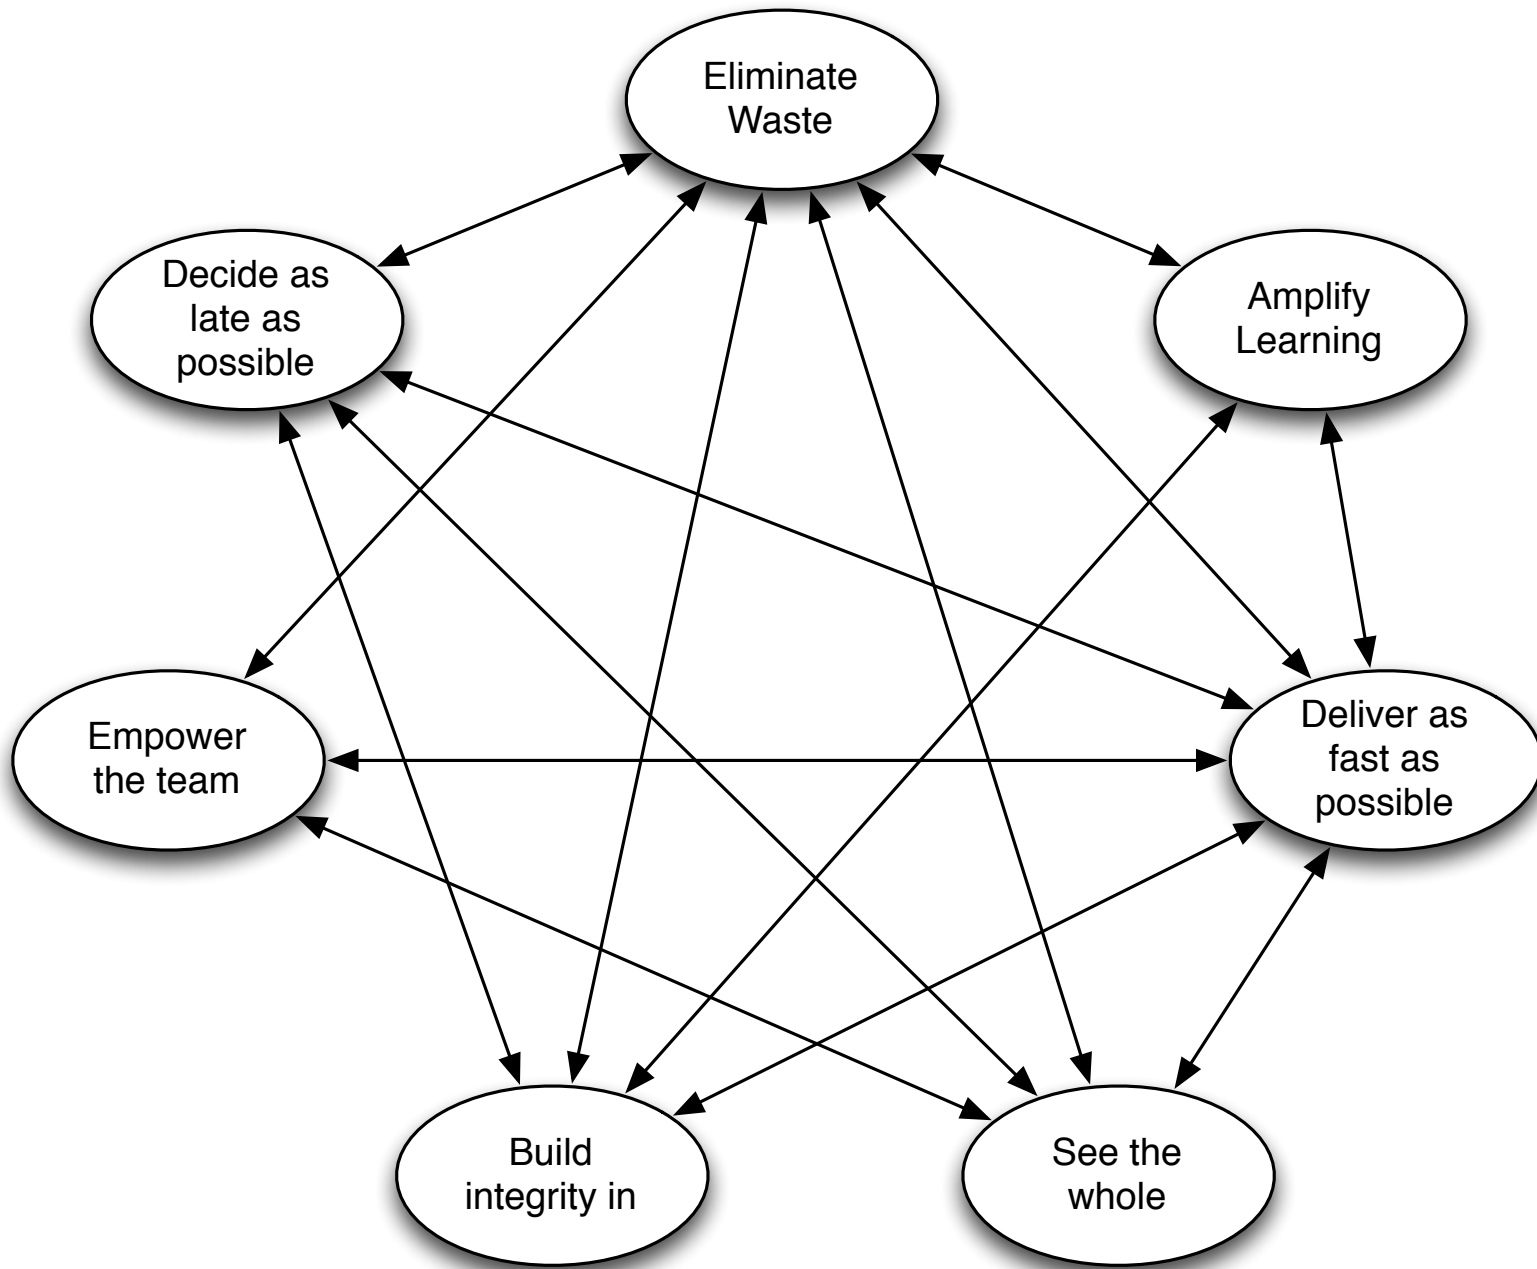 Eliminate
Waste
Decide as
late as
possible
Amplify
Learning
Empower
the team
Deliver as
fast as
possible
Build
integrity in
See the
whole